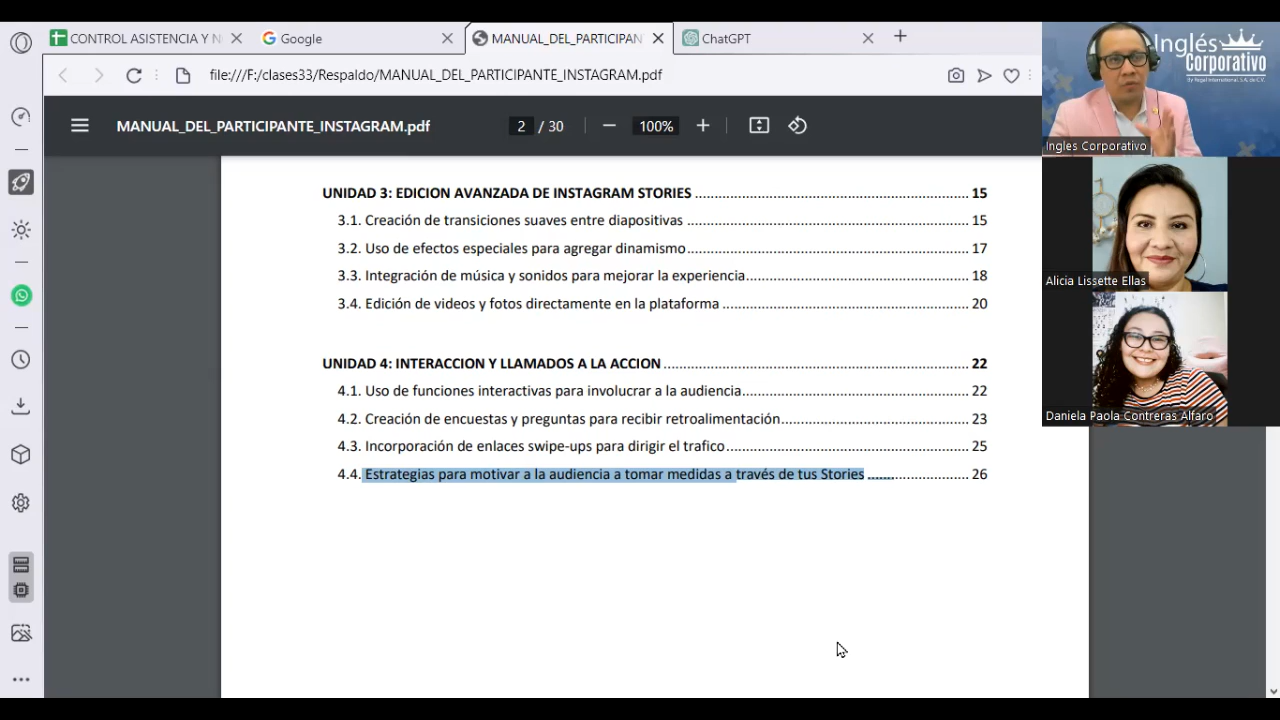 CONTROL ASISTENCIA Y N
Google
MANUAL_DEL_PARTICIPAN
ChatGPT
file:///F:/clases33/Respaldo/MANUAL_DEL_PARTICIPANTE_INSTAGRAM.pdf
MANUAL_DEL_PARTICIPANTE_INSTAGRAM.pdf
2 / 30
100%
UNIDAD 3: EDICION AVANZADA DE INSTAGRAM STORIES ........ 15
3.1. Creación de transiciones suaves entre diapositivas ........ 15
3.2. Uso de efectos especiales para agregar dinamismo ........ 17
3.3. Integración de música y sonidos para mejorar la experiencia ........ 18
3.4. Edición de videos y fotos directamente en la plataforma ........ 20
UNIDAD 4: INTERACCION Y LLAMADOS A LA ACCION ........ 22
4.1. Uso de funciones interactivas para involucrar a la audiencia ........ 22
4.2. Creación de encuestas y preguntas para recibir retroalimentación ........ 23
4.3. Incorporación de enlaces swipe-ups para dirigir el trafico ........ 25
4.4. Estrategias para motivar a la audiencia a tomar medidas a través de tus Stories ........ 26
Inglés
Corporativo
By Regal International, S.A. de C.V.
Ingles Corporativo
Alicia Lissette Ellas
Daniela Paola Contreras Alfaro